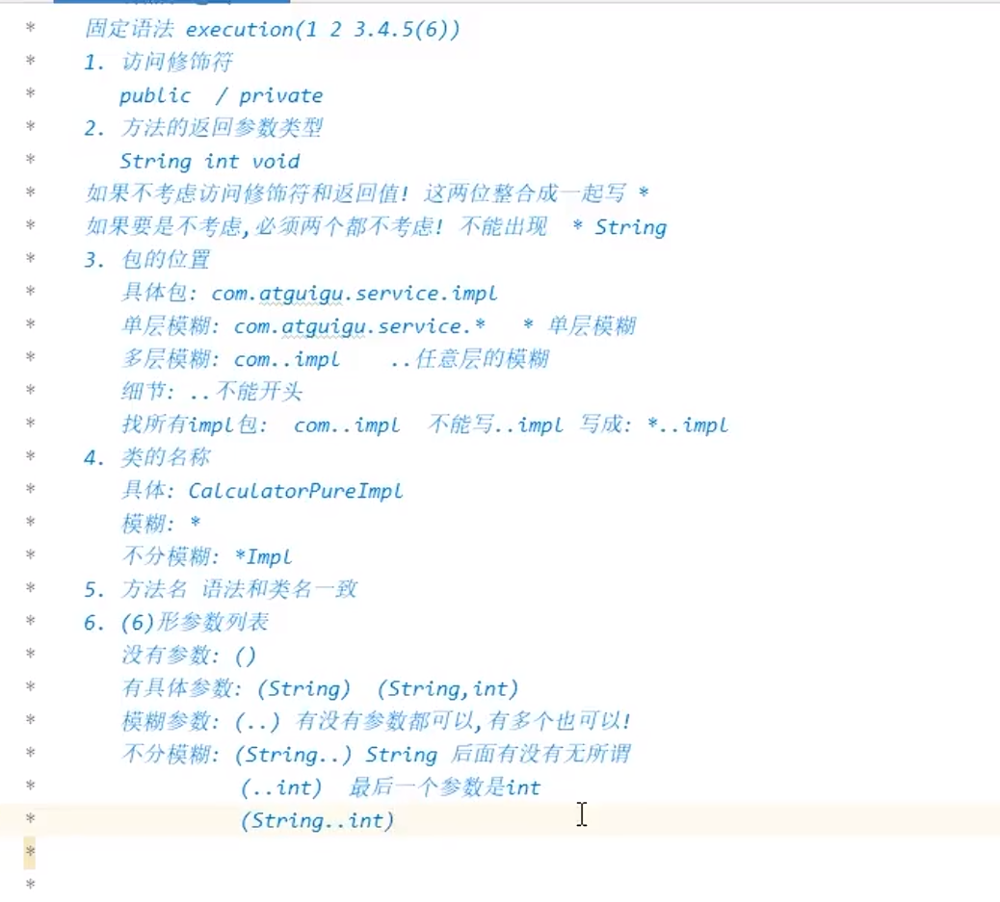 * 固定语法 execution(1 2 3.4.5(6))
* 1. 访问修饰符
* public / private
* 2. 方法的返回参数类型
* String int void
* 如果不考虑访问修饰符和返回值! 这两位整合成一起写 *
* 如果要是不考虑,必须两个都不考虑! 不能出现 * String
* 3. 包的位置
* 具体包: com.atguigu.service.impl
* 单层模糊: com.atguigu.service.* * 单层模糊
* 多层模糊: com..impl ..任意层的模糊
* 细节: ..不能开头
* 找所有impl包: com..impl 不能写..impl 写成: *..impl
* 4. 类的名称
* 具体: CalculatorPureImpl
* 模糊: *
* 不分模糊: *Impl
* 5. 方法名 语法和类名一致
* 6. (6)形参数列表
* 没有参数: ()
* 有具体参数: (String) (String,int)
* 模糊参数: (..) 有没有参数都可以,有多个也可以!
* 不分模糊: (String..) String 后面有没有无所谓
* (..int) 最后一个参数是int
* (String..int)
*
*